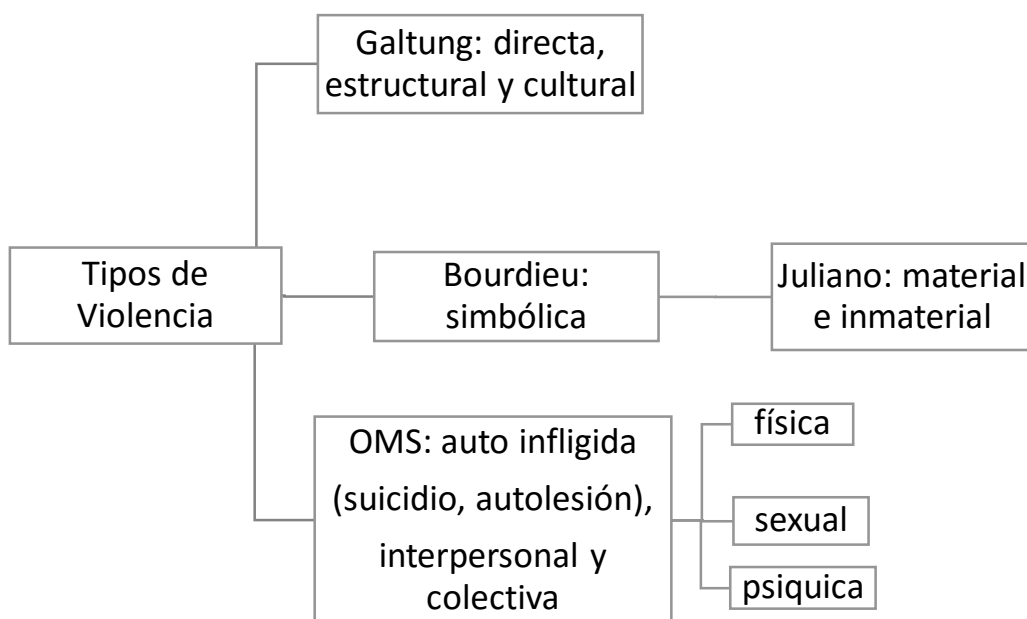 Galtung: directa,
estructural y cultural
Tipos de
Violencia
Bourdieu:
simbólica
Juliano: material
e inmaterial
OMS: auto infligida
(suicidio, autolesión),
interpersonal y
colectiva
física
sexual
psiquica